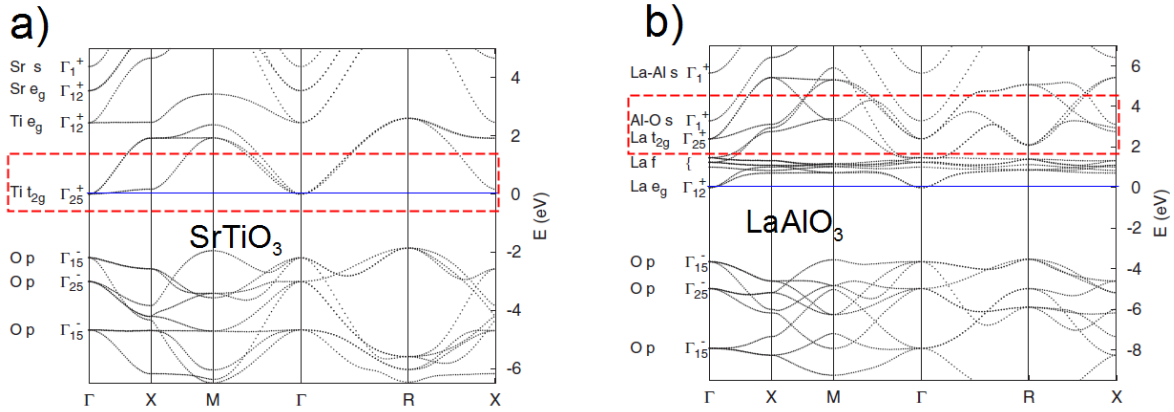 a)
Sr s Γ1+
Sr eg Γ12+
Ti eg Γ12+
Ti t2g Γ25+
O p Γ15-
O p Γ25-
O p Γ15-
SrTiO3
4
2
0
-2
-4
-6
E (eV)
Γ X M Γ R X
b)
La-Al s Γ1+
Al-O s Γ1+
La t2g Γ25+
La f {
La eg Γ12+
O p Γ15-
O p Γ25-
O p Γ15-
LaAlO3
6
4
2
0
-2
-4
-6
-8
E (eV)
Γ X M Γ R X